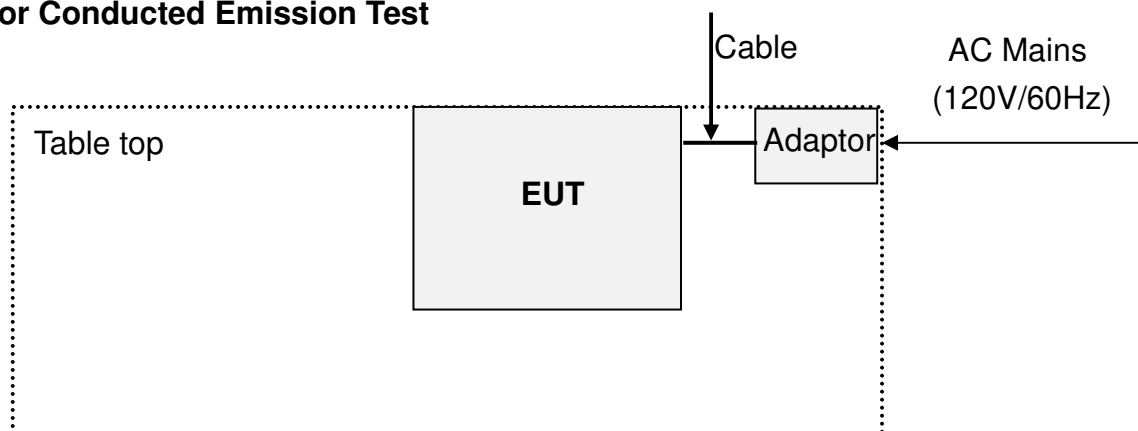 or Conducted Emission Test
Cable
AC Mains
(120V/60Hz)
Table top
Adaptor
EUT